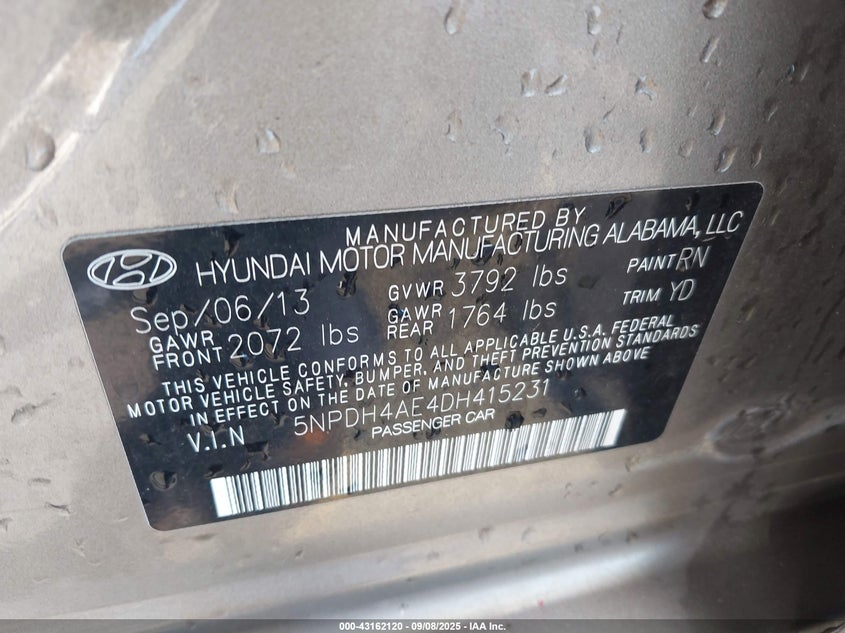 MANUFACTURED BY
HYUNDAI MOTOR MANUFACTURING ALABAMA, LLC
Sep/06/13 GVWR 3792 lbs PAINT RN
GAWR FRONT 2072 lbs GAWR REAR 1764 lbs TRIM YD
THIS VEHICLE CONFORMS TO ALL APPLICABLE U.S.A. FEDERAL
MOTOR VEHICLE SAFETY, BUMPER, AND THEFT PREVENTION STANDARDS
IN EFFECT ON THE DATE OF MANUFACTURE SHOWN ABOVE
V.I.N 5NPDH4AE4DH415231
PASSENGER CAR
000-43162120 - 09/08/2025 - IAA Inc.